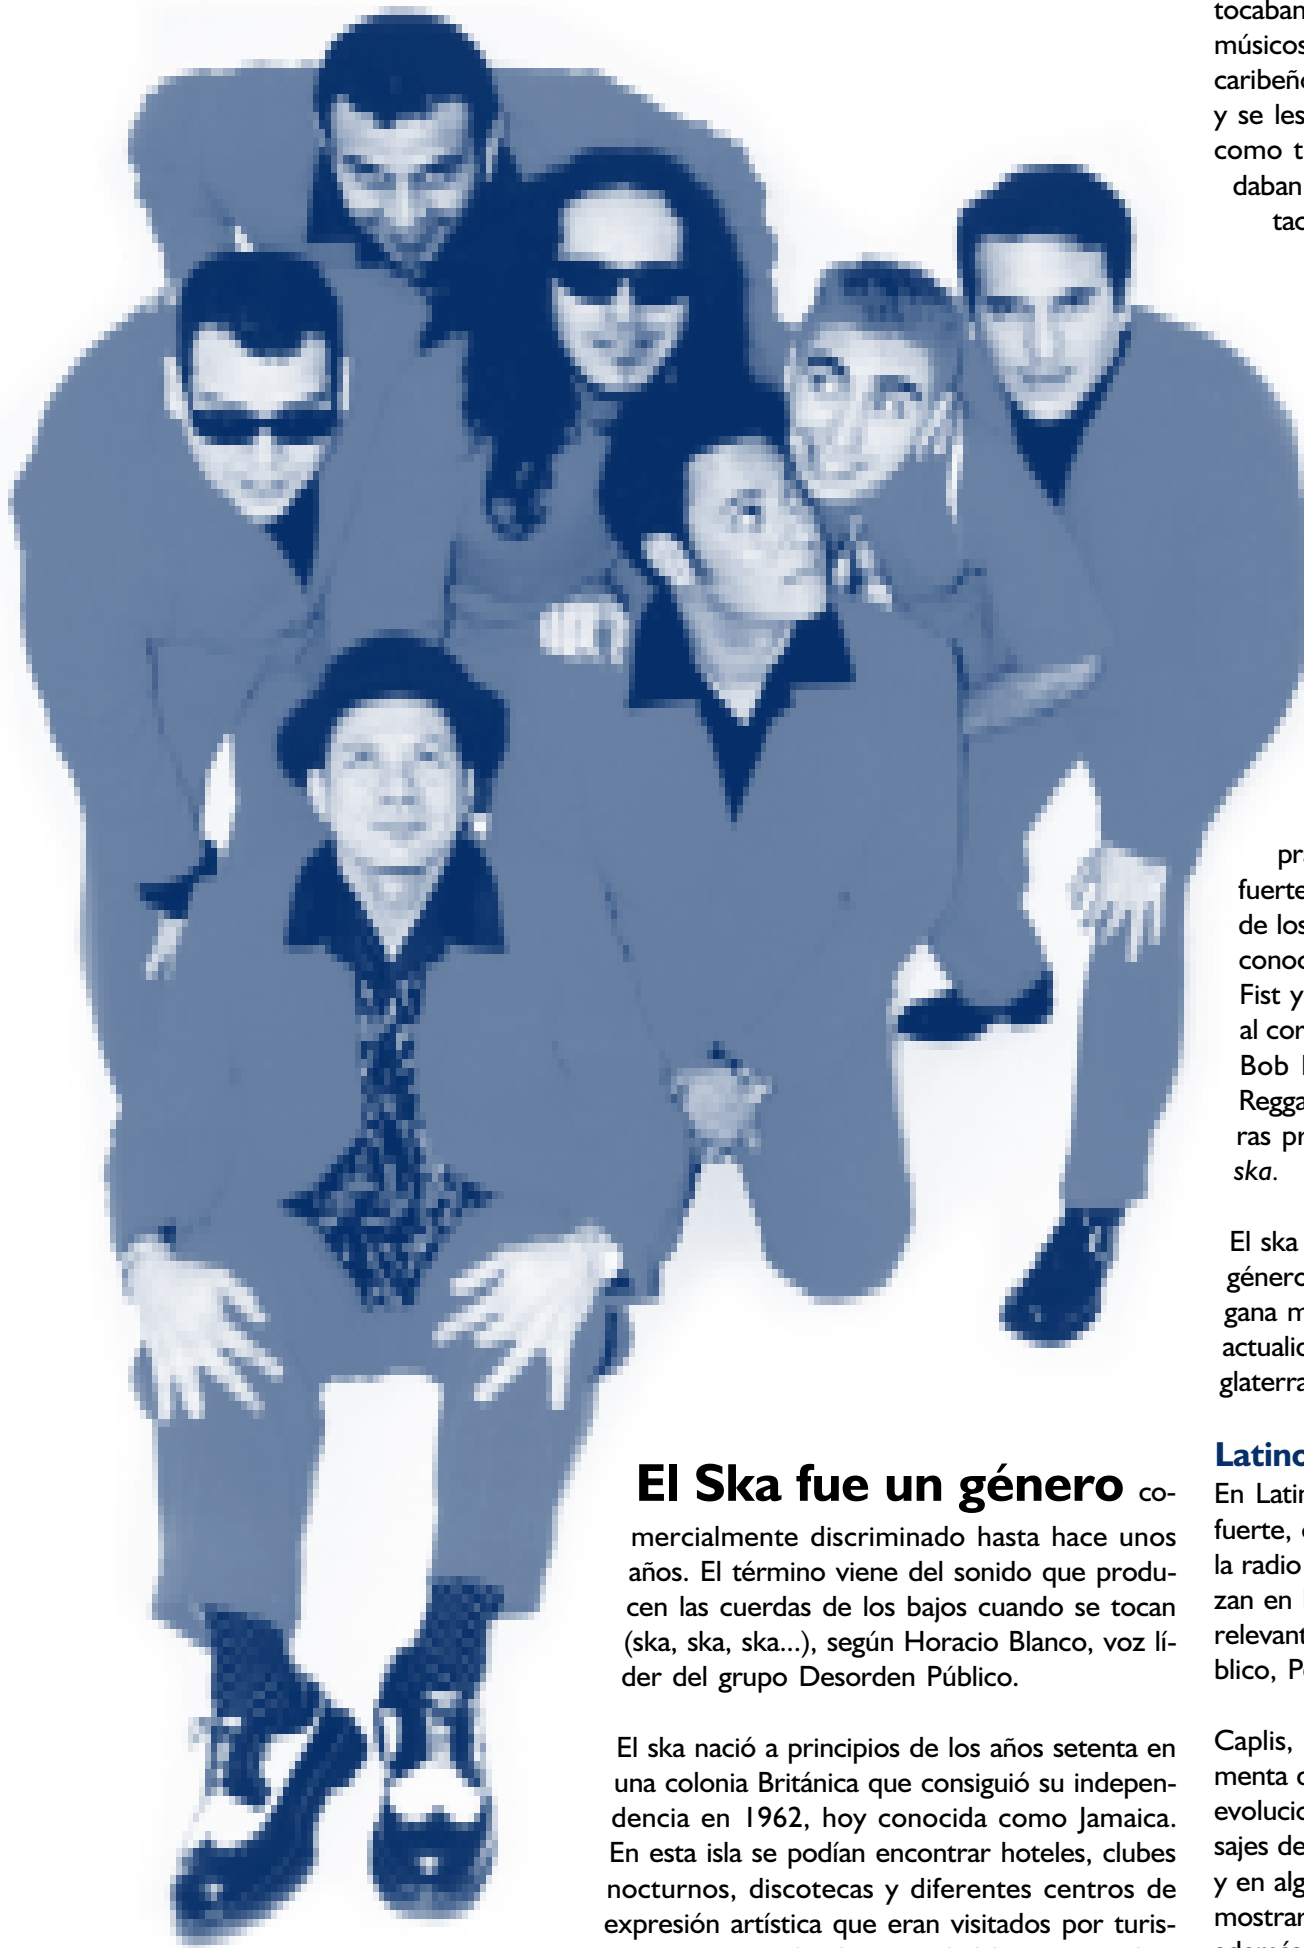 El Ska fue un género co-
mercialmente discriminado hasta hace unos
años. El término viene del sonido que produ-
cen las cuerdas de los bajos cuando se tocan
(ska, ska, ska...), según Horacio Blanco, voz lí-
der del grupo Desorden Público.
El ska nació a principios de los años setenta en
una colonia Británica que consiguió su indepen-
dencia en 1962, hoy conocida como Jamaica.
En esta isla se podían encontrar hoteles, clubes
nocturnos, discotecas y diferentes centros de
expresión artística que eran visitados por turis-
tocaban
músicos
caribeño
y se les
como t
daban
tac
pra
fuerte
de los
conoc
Fist y
al cor
Bob
Regga
ras pr
ska.
El ska
género
gana m
actualid
glaterra
Latino
En Latin
fuerte,
la radio
zan en
relevant
blico, P
Caplis,
menta
evolucio
sajes de
y en alg
mostrar